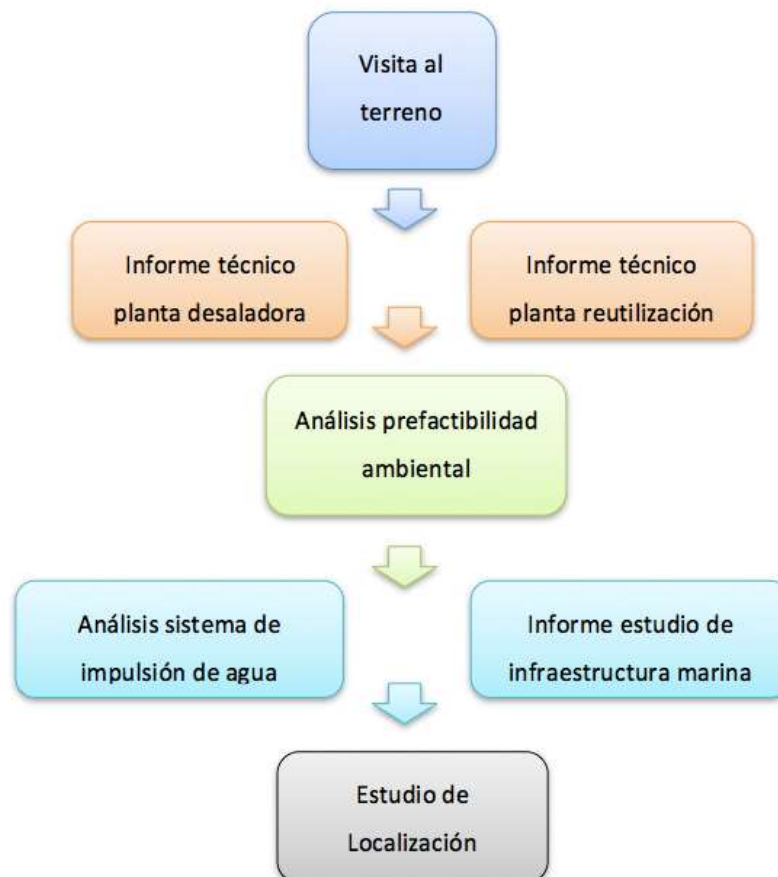 Visita al
terreno
Informe técnico
planta desaladora
Informe técnico
planta reutilización
Análisis prefactibilidad
ambiental
Análisis sistema de
impulsión de agua
Informe estudio de
infraestructura marina
Estudio de
Localización